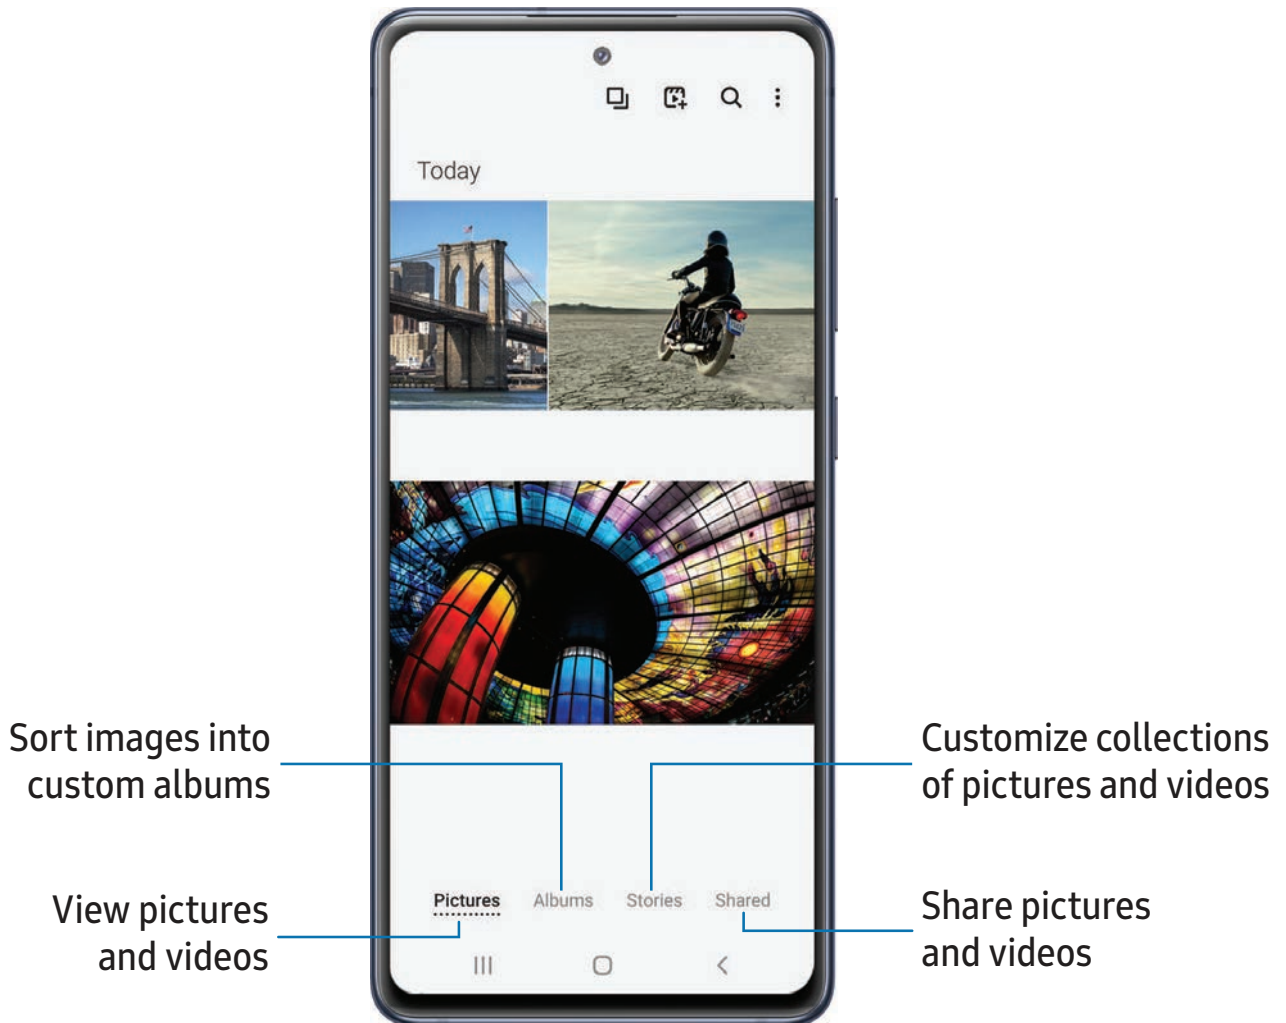 Today
Sort images into
custom albums
Customize collections
of pictures and videos
Pictures
Albums
Stories
Shared
View pictures
and videos
Share pictures
and videos